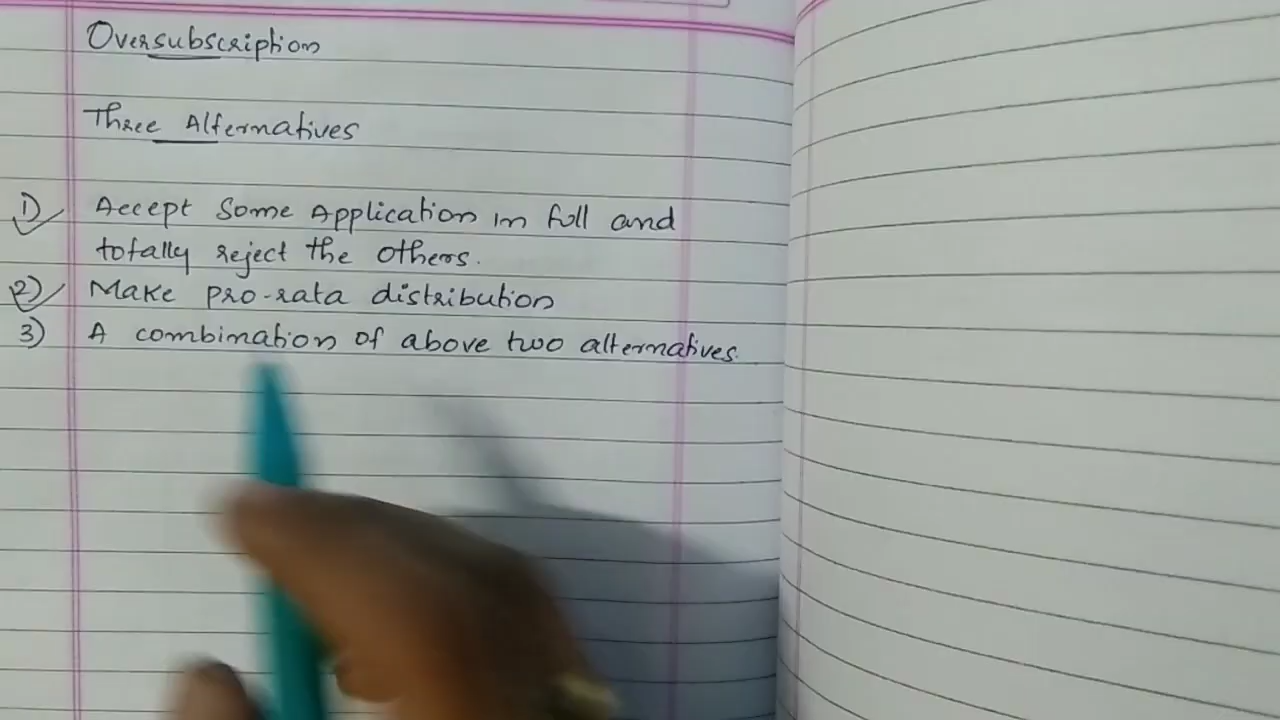 Oversubscription
Three Alternatives
1) Accept Some Application in full and
totally reject the others.
2) Make pro-rata distribution
3) A combination of above two alternatives.